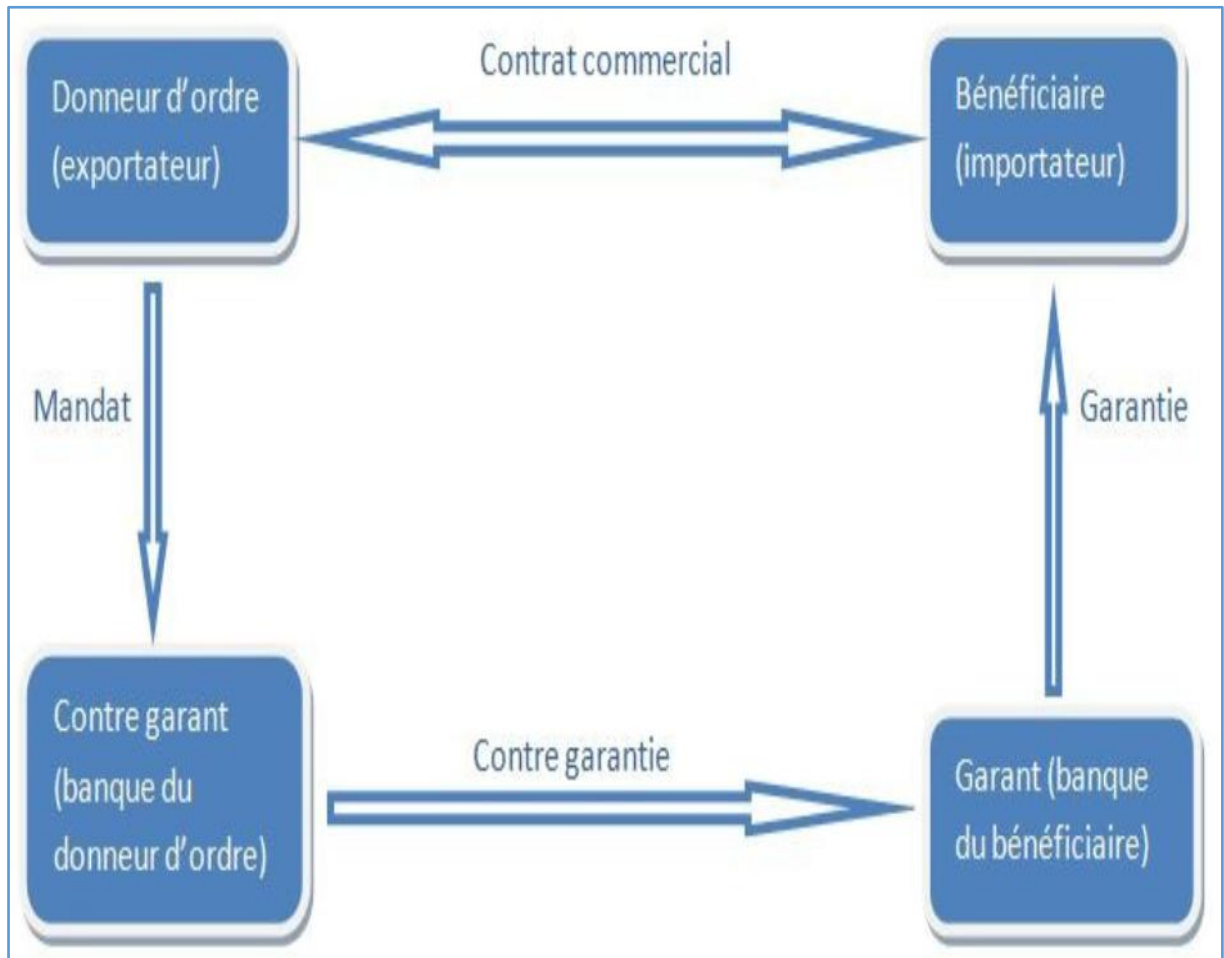 Contrat commercial
Donneur d'ordre
(exportateur)
Bénéficiaire
(importateur)
Mandat
Garantie
Contre garant
(banque du
donneur d'ordre)
Contre garantie
Garant (banque
du bénéficiaire)